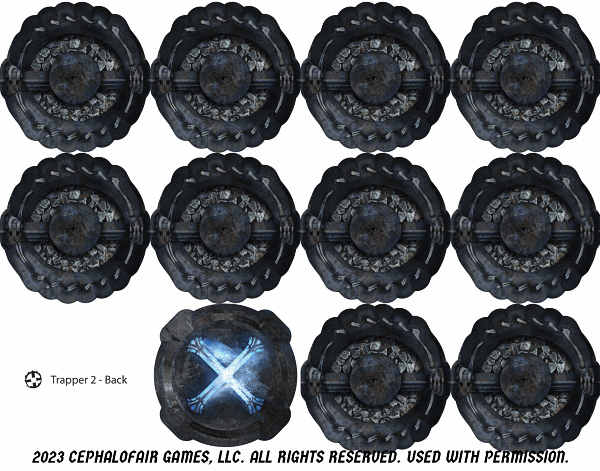 Trapper 2 - Back
2023 CEPHALOFAIR GAMES, LLC. ALL RIGHTS RESERVED. USED WITH PERMISSION.